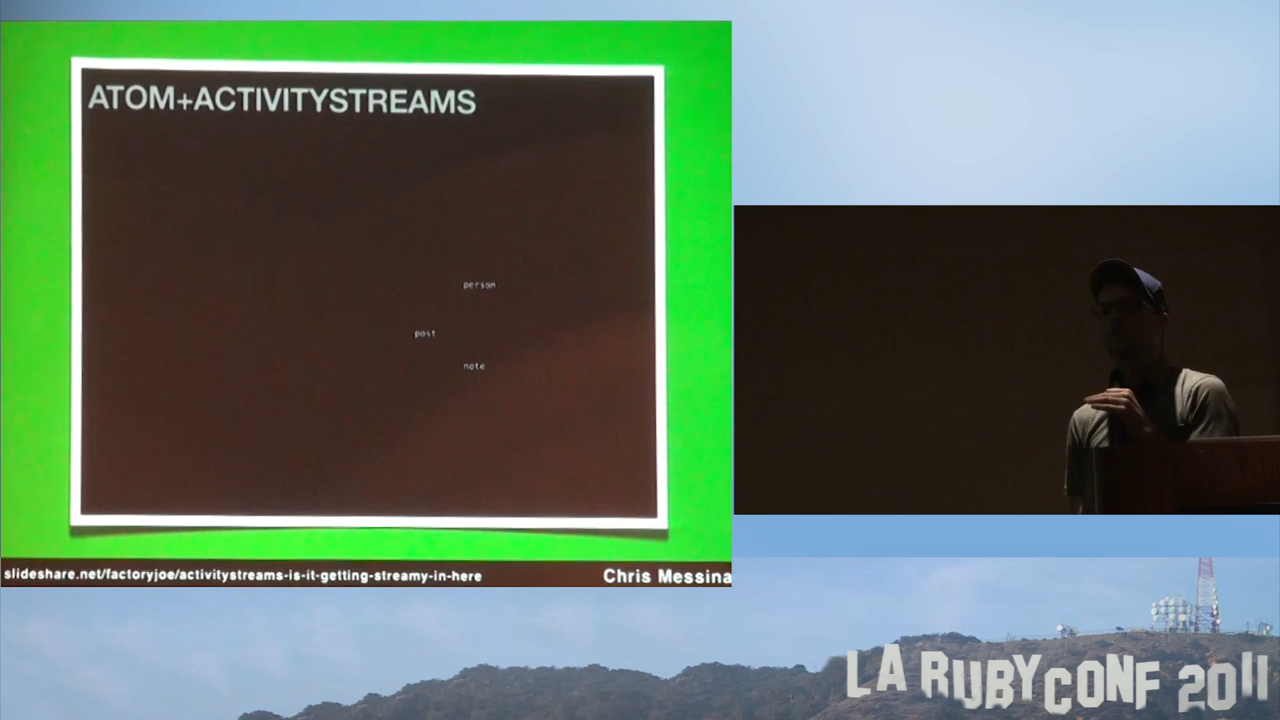 ATOM+ACTIVITYSTREAMS
person
post
note
slideshare.net/factoryjoe/activitystreams-is-it-getting-streamy-in-here
Chris Messina
LA RUBYCONF 2011